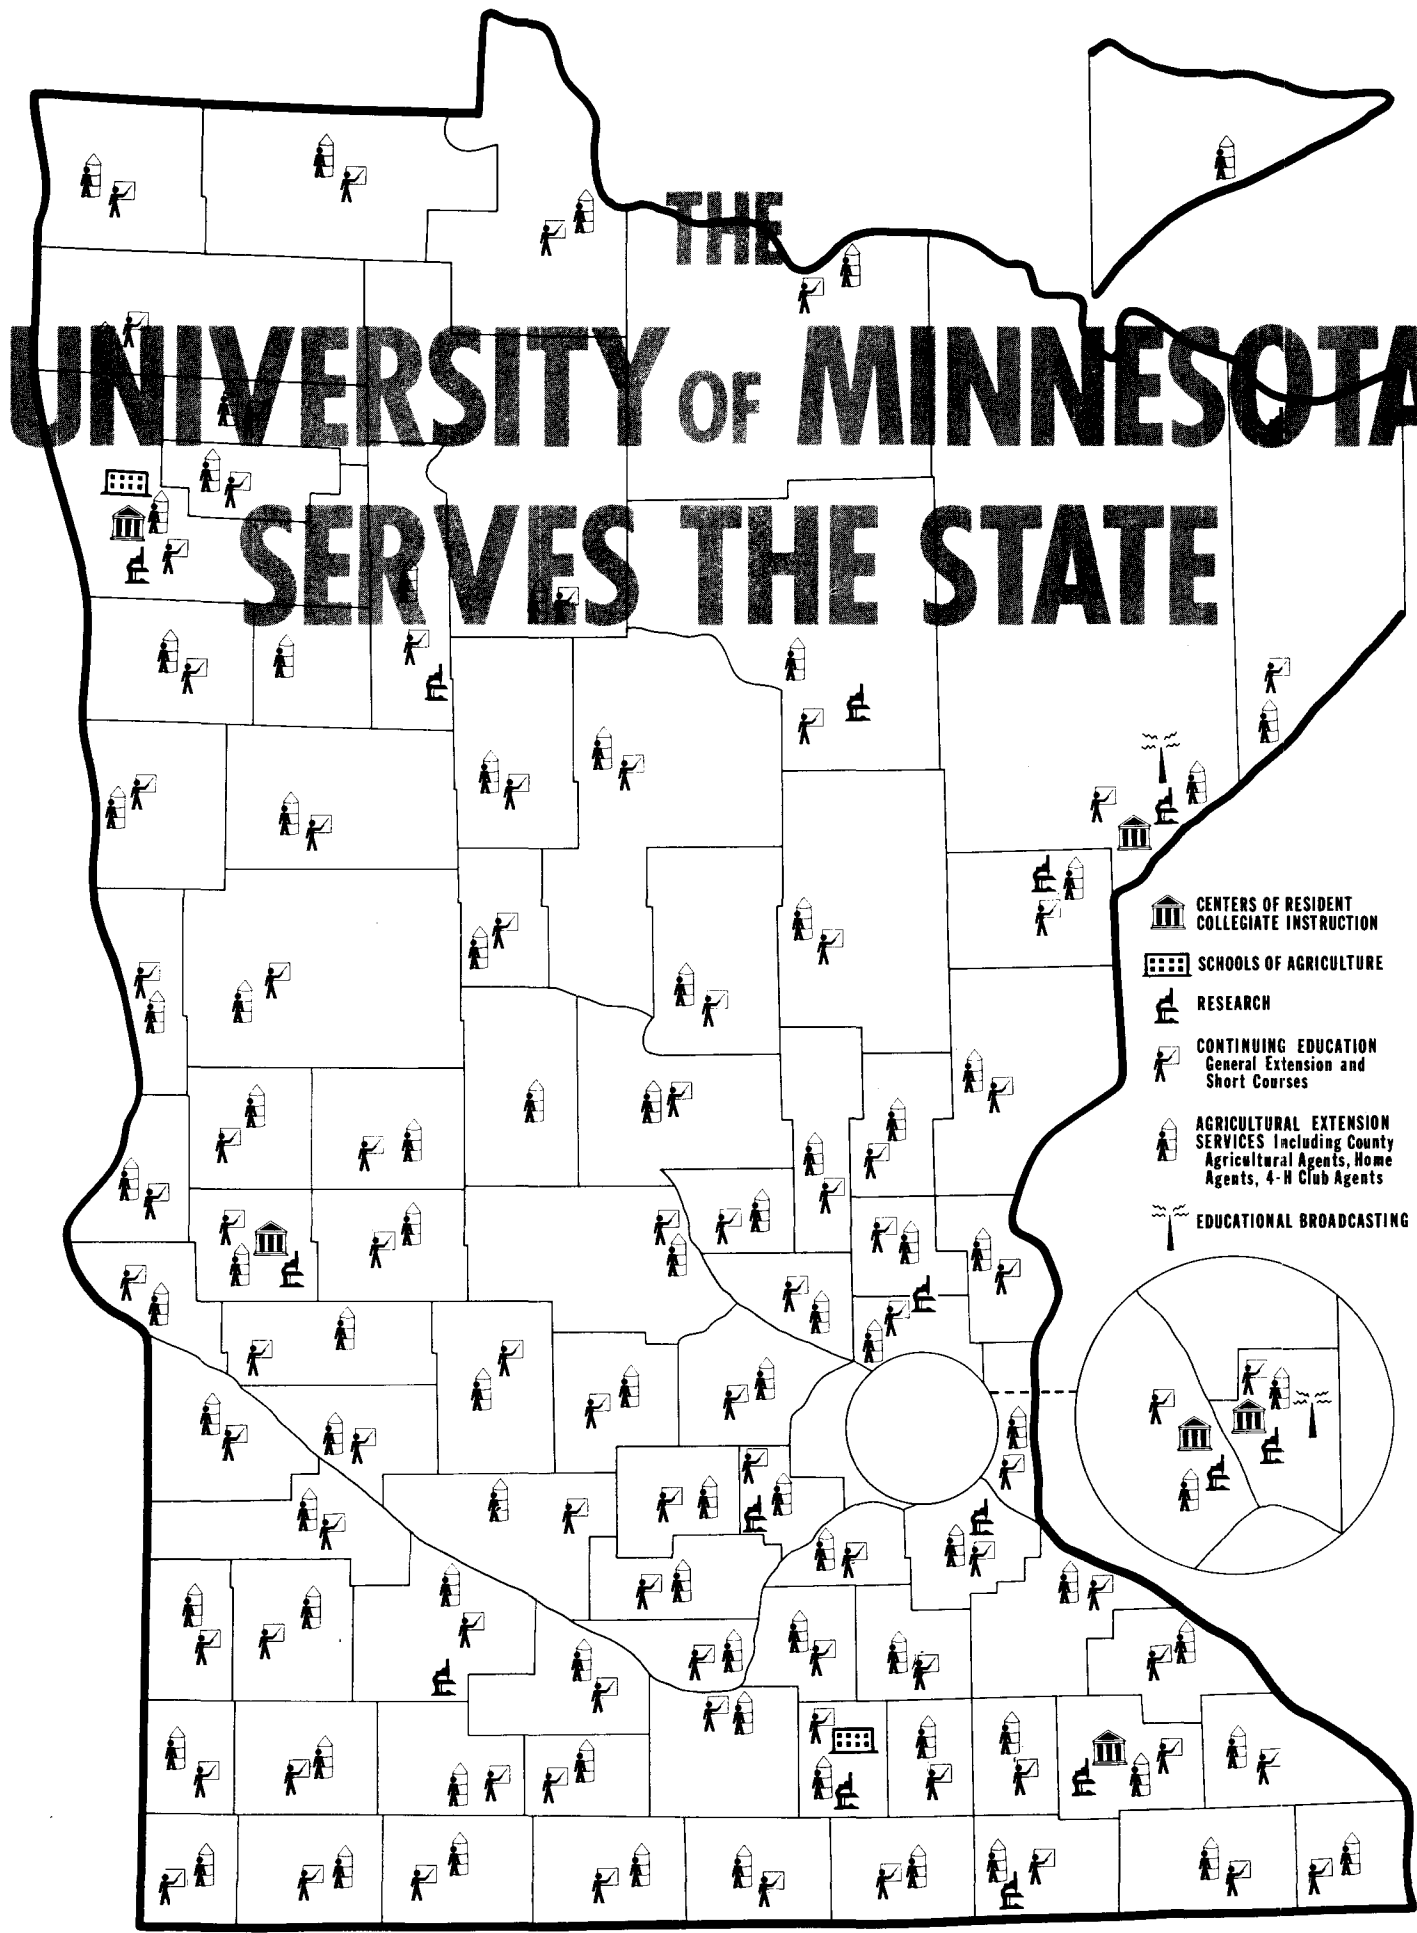 THE
UNIVERSITY OF MINNESOTA
SERVES THE STATE
CENTERS OF RESIDENT
COLLEGIATE INSTRUCTION
SCHOOLS OF AGRICULTURE
RESEARCH
CONTINUING EDUCATION
General Extension and
Short Courses
AGRICULTURAL EXTENSION
SERVICES Including County
Agricultural Agents, Home
Agents, 4-H Club Agents
EDUCATIONAL BROADCASTING